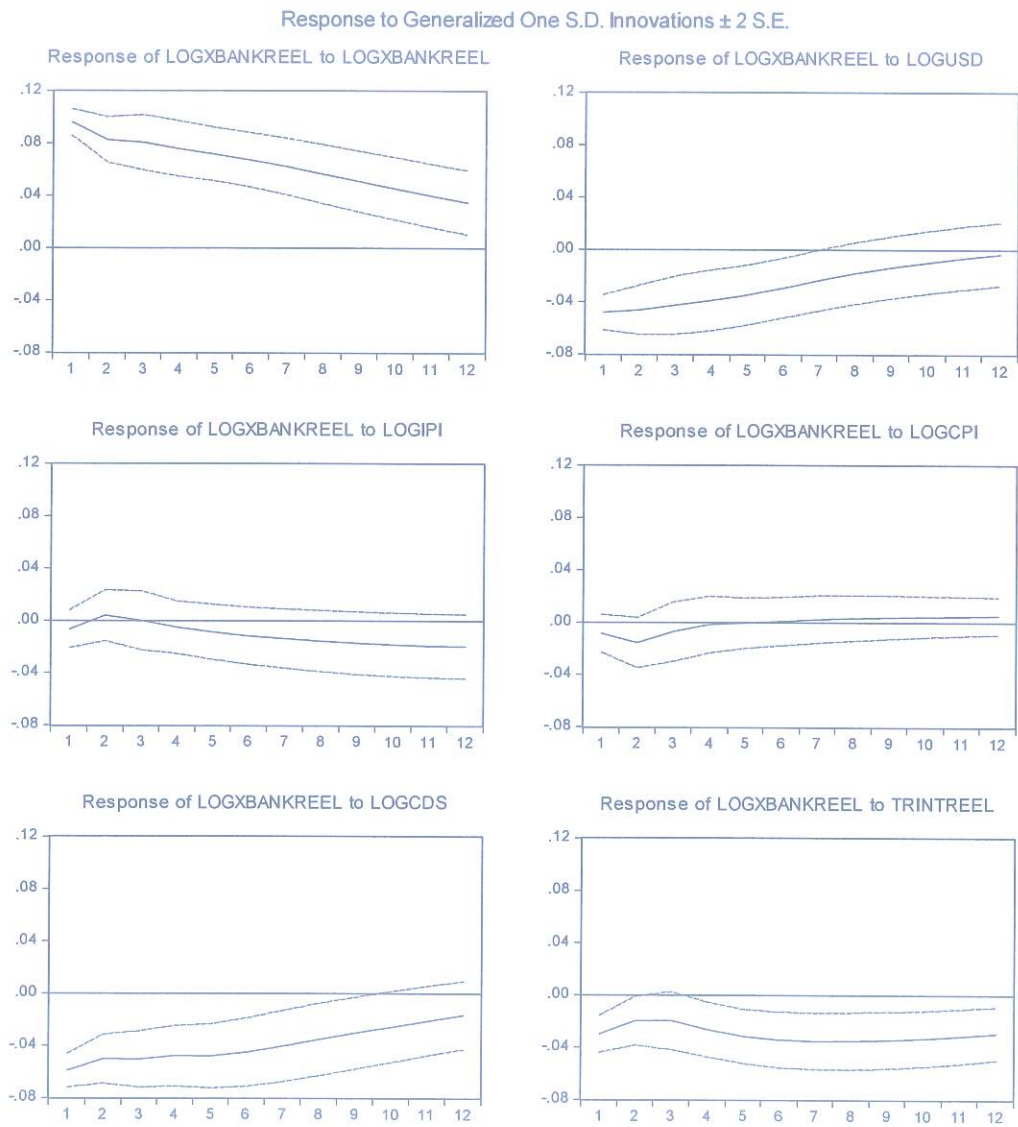 Response to Generalized One S.D. Innovations ± 2 S.E.
Response of LOGXBANKREEL to LOGXBANKREEL
.12
.08
.04
.00
-.04
-.08
1 2 3 4 5 6 7 8 9 10 11 12
Response of LOGXBANKREEL to LOGUSD
.12
.08
.04
.00
-.04
-.08
1 2 3 4 5 6 7 8 9 10 11 12
Response of LOGXBANKREEL to LOGIPI
.12
.08
.04
.00
-.04
-.08
1 2 3 4 5 6 7 8 9 10 11 12
Response of LOGXBANKREEL to LOGCPI
.12
.08
.04
.00
-.04
-.08
1 2 3 4 5 6 7 8 9 10 11 12
Response of LOGXBANKREEL to LOGCDS
.12
.08
.04
.00
-.04
-.08
1 2 3 4 5 6 7 8 9 10 11 12
Response of LOGXBANKREEL to TRINTREEL
.12
.08
.04
.00
-.04
-.08
1 2 3 4 5 6 7 8 9 10 11 12